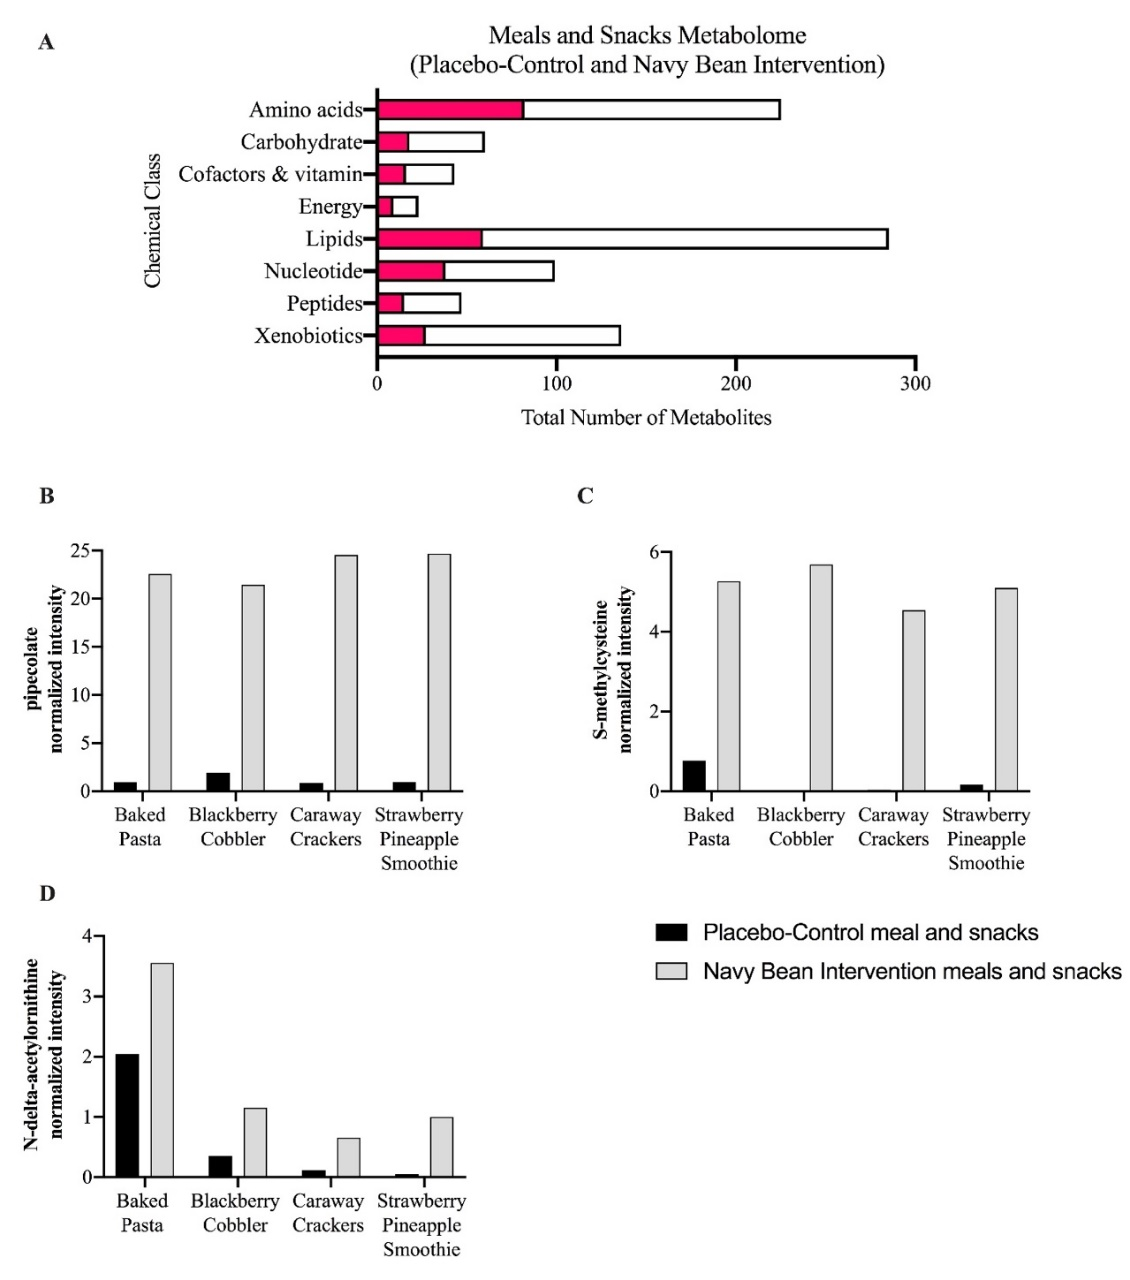 A
Meals and Snacks Metabolome
(Placebo-Control and Navy Bean Intervention)
Chemical Class
Amino acids
Carbohydrate
Cofactors & vitamin
Energy
Lipids
Nucleotide
Peptides
Xenobiotics
0 100 200 300
Total Number of Metabolites
B
pipecolate
normalized intensity
25
20
15
10
5
0
Baked Blackberry Caraway Strawberry
Pasta Cobbler Crackers Pineapple
Smoothie
C
S-methylcysteine
normalized intensity
6
4
2
0
Baked Blackberry Caraway Strawberry
Pasta Cobbler Crackers Pineapple
Smoothie
D
N-delta-acetylornithine
normalized intensity
4
3
2
1
0
Baked Blackberry Caraway Strawberry
Pasta Cobbler Crackers Pineapple
Smoothie
Placebo-Control meal and snacks
Navy Bean Intervention meals and snacks